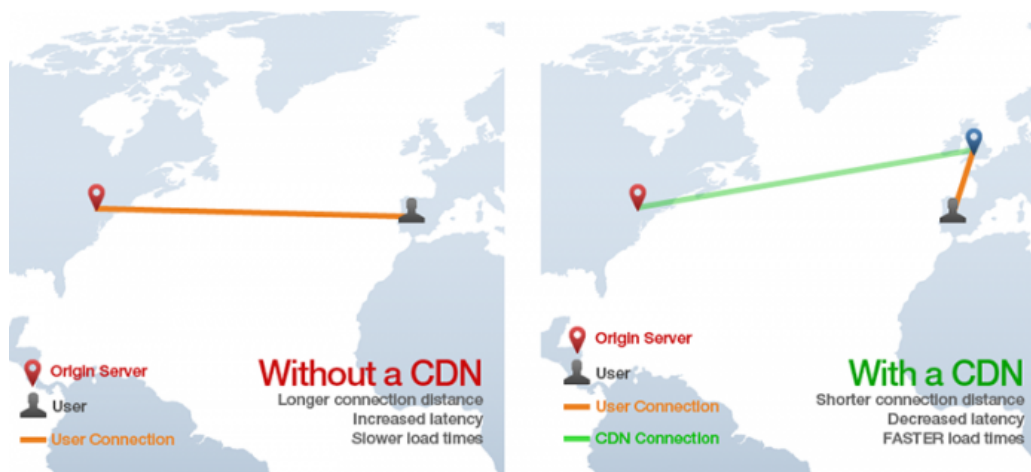 Without a CDN
Longer connection distance
Increased latency
Slower load times
Origin Server
User
User Connection
With a CDN
Shorter connection distance
Decreased latency
FASTER load times
Origin Server
User
User Connection
CDN Connection